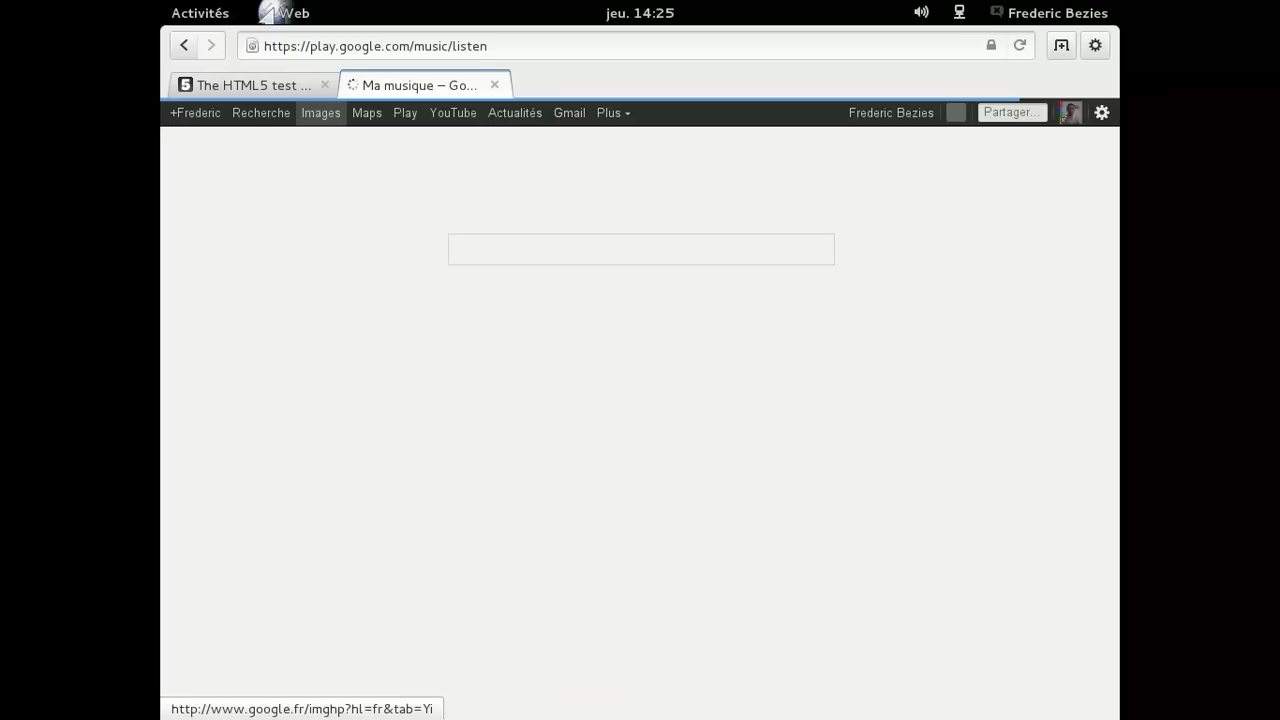 Activités Web jeu. 14:25 Frederic Bezies
https://play.google.com/music/listen
5 The HTML5 test ... Ma musique – Go...
+Frederic Recherche Images Maps Play YouTube Actualités Gmail Plus Frederic Bezies Partager...
http://www.google.fr/imghp?hl=fr&tab=Yi